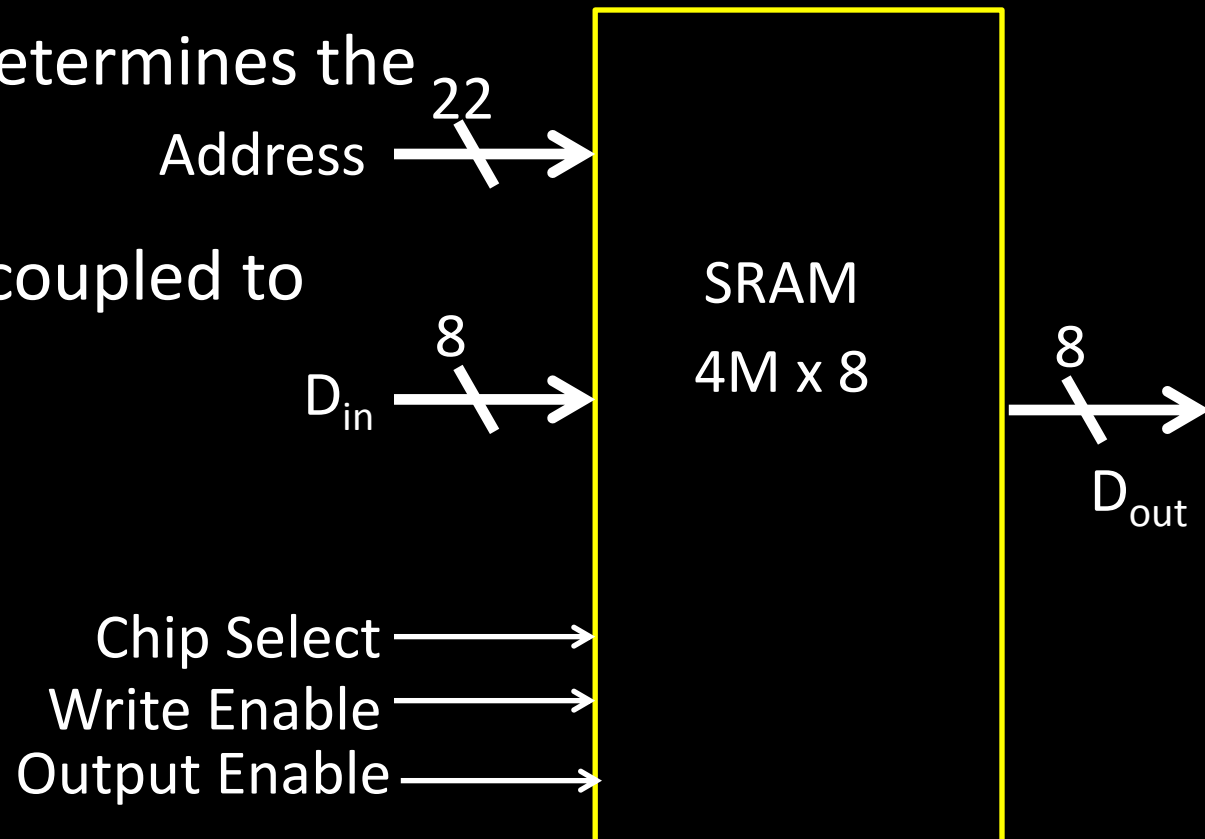 etermines the
22
Address
coupled to
8
Din
SRAM
4M x 8
8
Dout
Chip Select
Write Enable
Output Enable